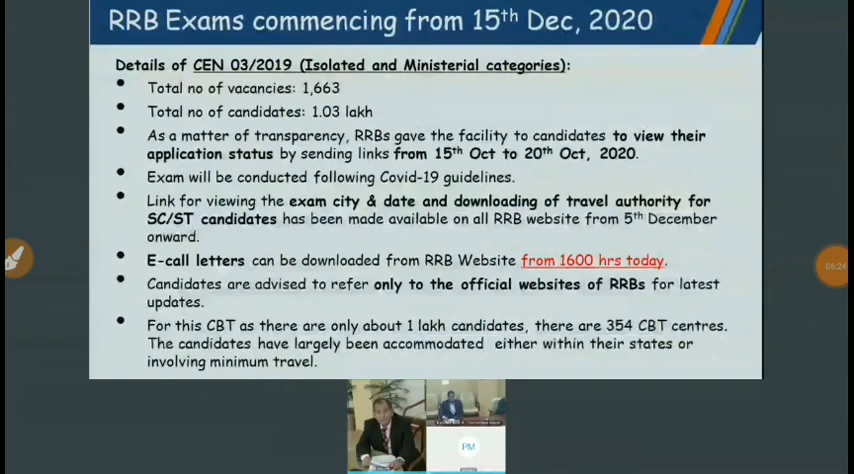 RRB Exams commencing from 15th Dec, 2020
Details of CEN 03/2019 (Isolated and Ministerial categories):
• Total no of vacancies: 1,663
• Total no of candidates: 1.03 lakh
• As a matter of transparency, RRBs gave the facility to candidates to view their
application status by sending links from 15th Oct to 20th Oct, 2020.
• Exam will be conducted following Covid-19 guidelines.
• Link for viewing the exam city & date and downloading of travel authority for
SC/ST candidates has been made available on all RRB website from 5th December
onward.
• E-call letters can be downloaded from RRB Website from 1600 hrs today.
06:24
• Candidates are advised to refer only to the official websites of RRBs for latest
updates.
• For this CBT as there are only about 1 lakh candidates, there are 354 CBT centres.
The candidates have largely been accommodated either within their states or
involving minimum travel.
PM